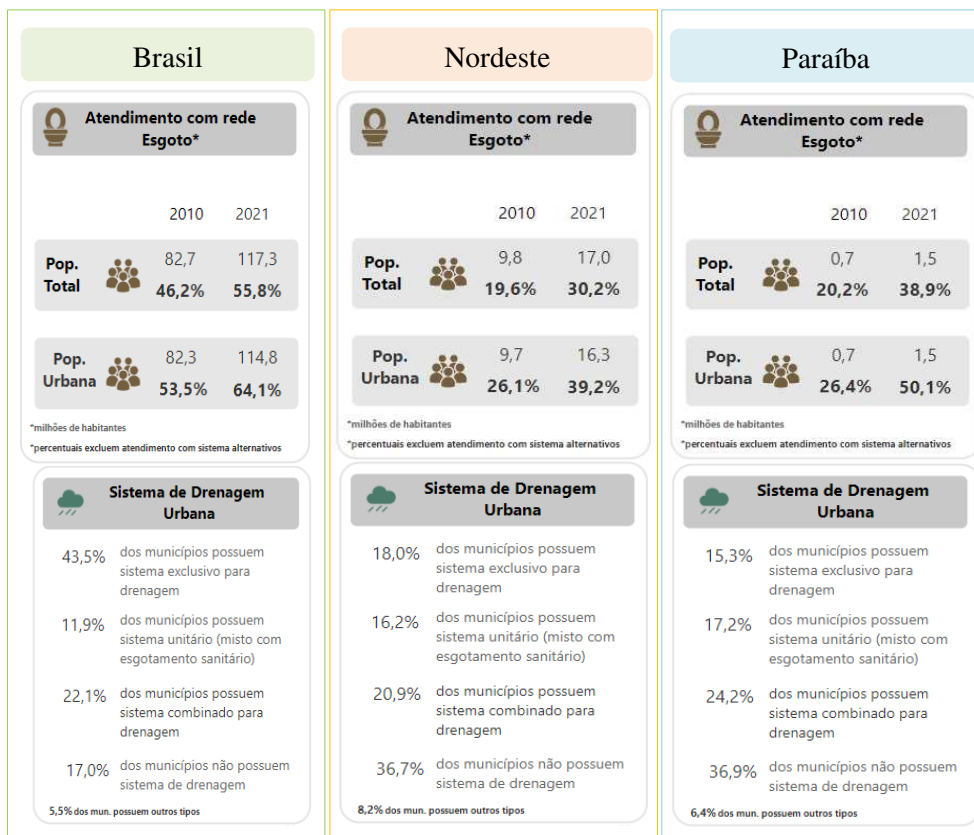 Brasil
Atendimento com rede
Esgoto*
2010 2021
Pop.
Total
82,7 117,3
46,2% 55,8%
Pop.
Urbana
82,3 114,8
53,5% 64,1%
*milhões de habitantes
*percentuais excluem atendimento com sistema alternativos
Sistema de Drenagem
Urbana
43,5% dos municípios possuem
sistema exclusivo para
drenagem
11,9% dos municípios possuem
sistema unitário (misto com
esgotamento sanitário)
22,1% dos municípios possuem
sistema combinado para
drenagem
17,0% dos municípios não possuem
sistema de drenagem
5,5% dos mun. possuem outros tipos
Nordeste
Atendimento com rede
Esgoto*
2010 2021
Pop.
Total
9,8 17,0
19,6% 30,2%
Pop.
Urbana
9,7 16,3
26,1% 39,2%
*milhões de habitantes
*percentuais excluem atendimento com sistema alternativos
Sistema de Drenagem
Urbana
18,0% dos municípios possuem
sistema exclusivo para
drenagem
16,2% dos municípios possuem
sistema unitário (misto com
esgotamento sanitário)
20,9% dos municípios possuem
sistema combinado para
drenagem
36,7% dos municípios não possuem
sistema de drenagem
8,2% dos mun. possuem outros tipos
Paraíba
Atendimento com rede
Esgoto*
2010 2021
Pop.
Total
0,7 1,5
20,2% 38,9%
Pop.
Urbana
0,7 1,5
26,4% 50,1%
*milhões de habitantes
*percentuais excluem atendimento com sistema alternativos
Sistema de Drenagem
Urbana
15,3% dos municípios possuem
sistema exclusivo para
drenagem
17,2% dos municípios possuem
sistema unitário (misto com
esgotamento sanitário)
24,2% dos municípios possuem
sistema combinado para
drenagem
36,9% dos municípios não possuem
sistema de drenagem
6,4% dos mun. possuem outros tipos